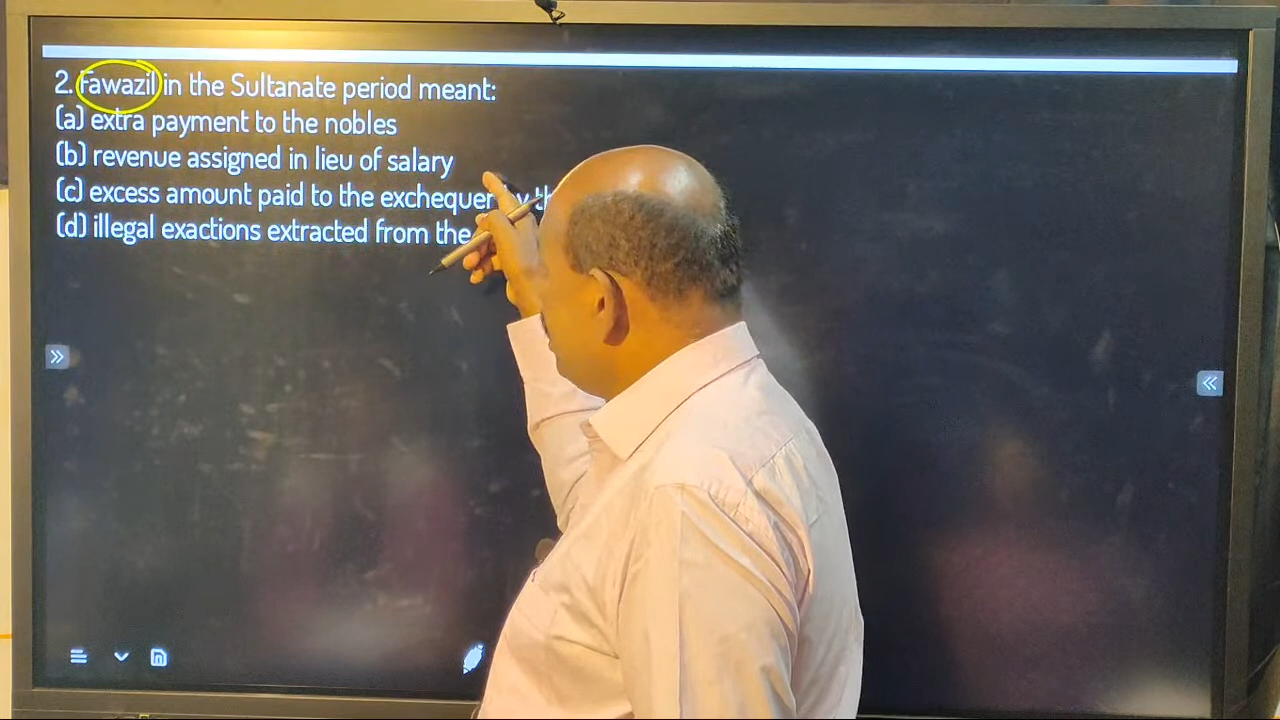 2. Fawazil in the Sultanate period meant:
(a) extra payment to the nobles
(b) revenue assigned in lieu of salary
(c) excess amount paid to the exchequer
(d) illegal exactions extracted from the